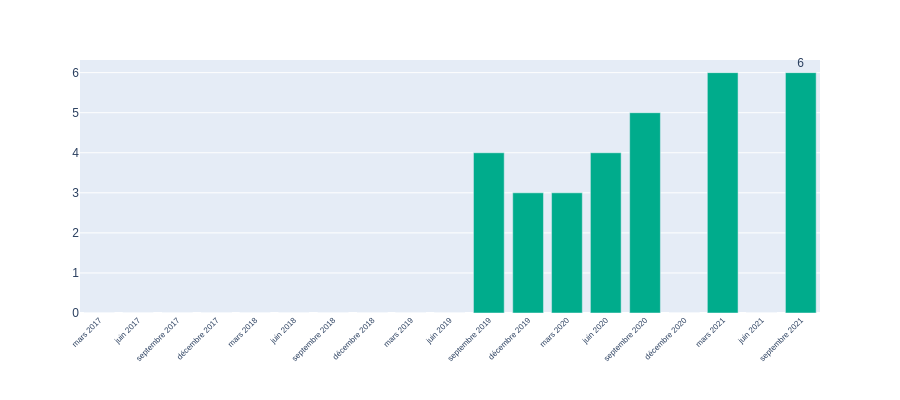 6
6
5
4
3
2
1
0
mars 2017
juin 2017
septembre 2017
décembre 2017
mars 2018
juin 2018
septembre 2018
décembre 2018
mars 2019
juin 2019
septembre 2019
décembre 2019
mars 2020
juin 2020
septembre 2020
décembre 2020
mars 2021
juin 2021
septembre 2021